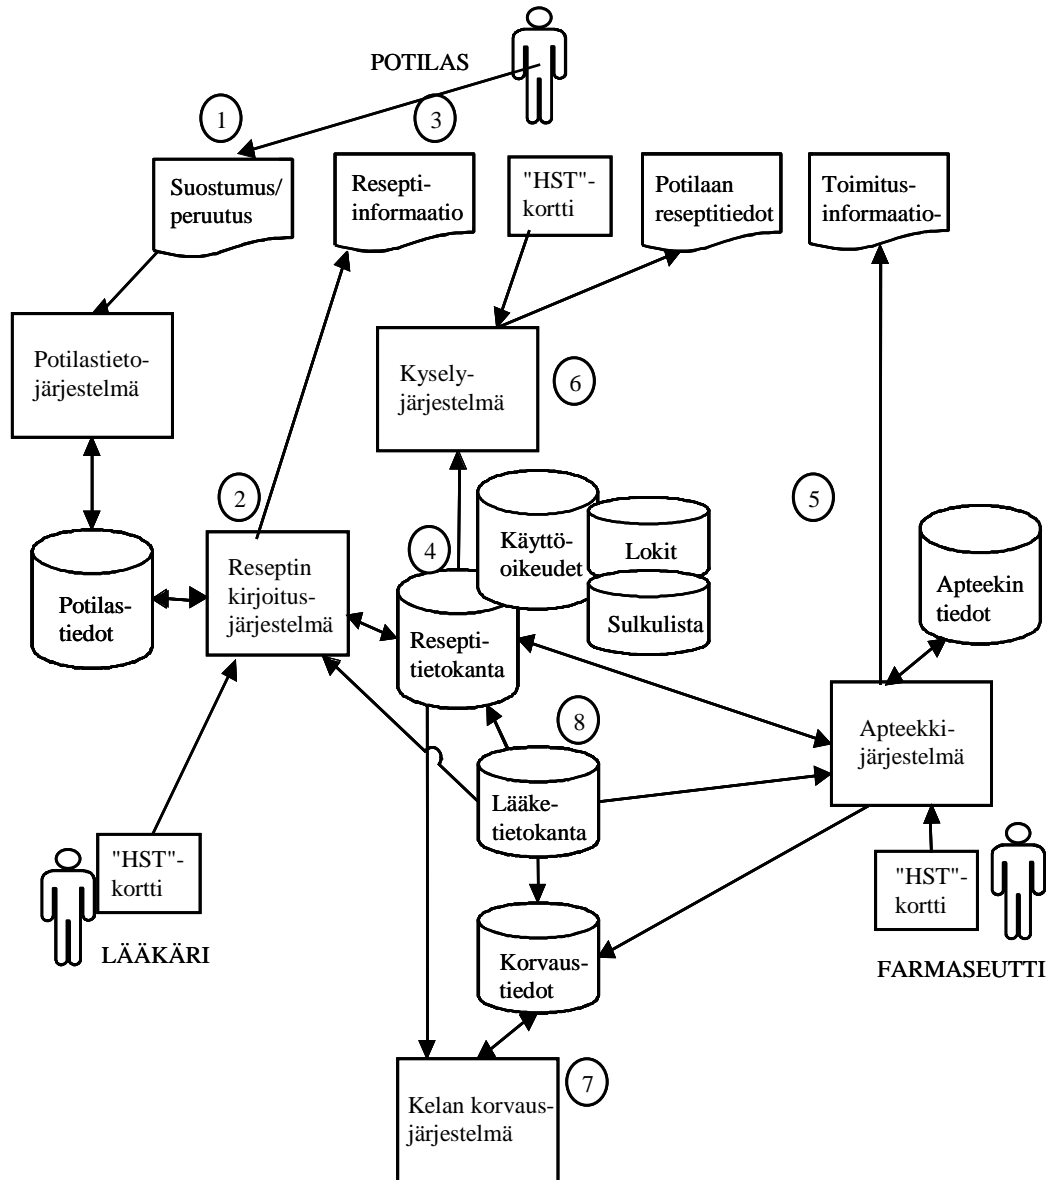 POTILAS
1
3
Suostumus/
peruutus
Resepti-
informaatio
"HST"-
kortti
Potilaan
reseptitiedot
Toimitus-
informaatio-
Potilastieto-
järjestelmä
Kysely-
järjestelmä
6
2
4
5
Käyttö-
oikeudet
Lokit
Sulkulista
Apteekin
tiedot
Potilas-
tiedot
Reseptin
kirjoitus-
järjestelmä
Resepti-
tietokanta
8
Apteekki-
järjestelmä
Lääke-
tietokanta
"HST"-
kortti
LÄÄKÄRI
"HST"-
kortti
FARMASEUTTI
Korvaus-
tiedot
7
Kelan korvaus-
järjestelmä